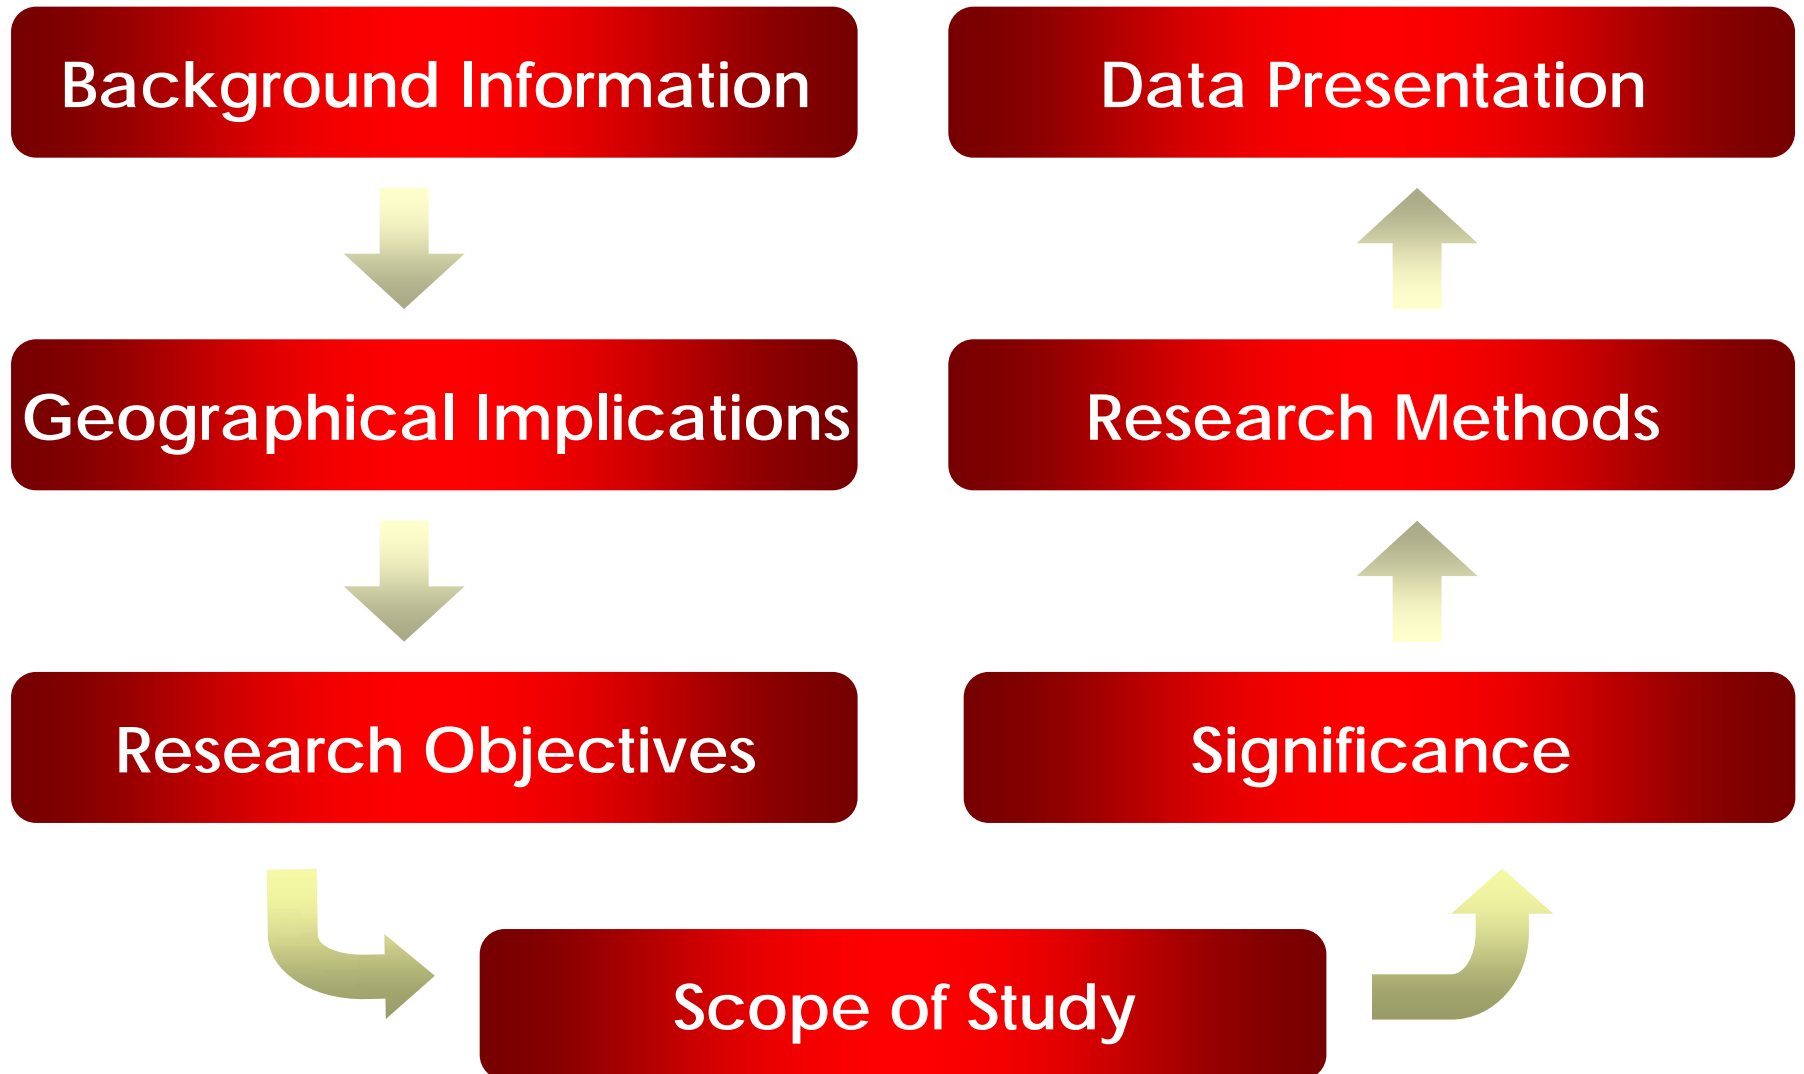 Background Information
Geographical Implications
Research Objectives
Scope of Study
Significance
Research Methods
Data Presentation